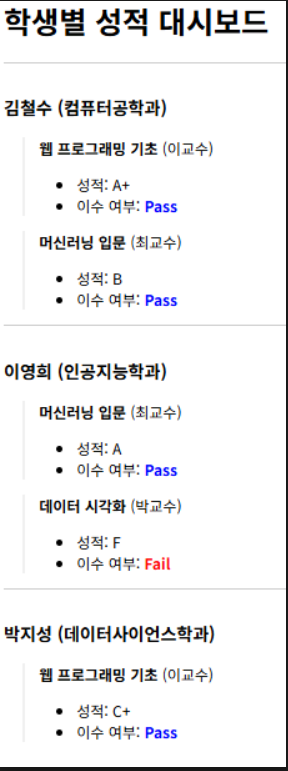 학생별 성적 대시보드
김철수 (컴퓨터공학과)
웹 프로그래밍 기초 (이교수)
성적: A+
이수 여부: Pass
머신러닝 입문 (최교수)
성적: B
이수 여부: Pass
이영희 (인공지능학과)
머신러닝 입문 (최교수)
성적: A
이수 여부: Pass
데이터 시각화 (박교수)
성적: F
이수 여부: Fail
박지성 (데이터사이언스학과)
웹 프로그래밍 기초 (이교수)
성적: C+
이수 여부: Pass